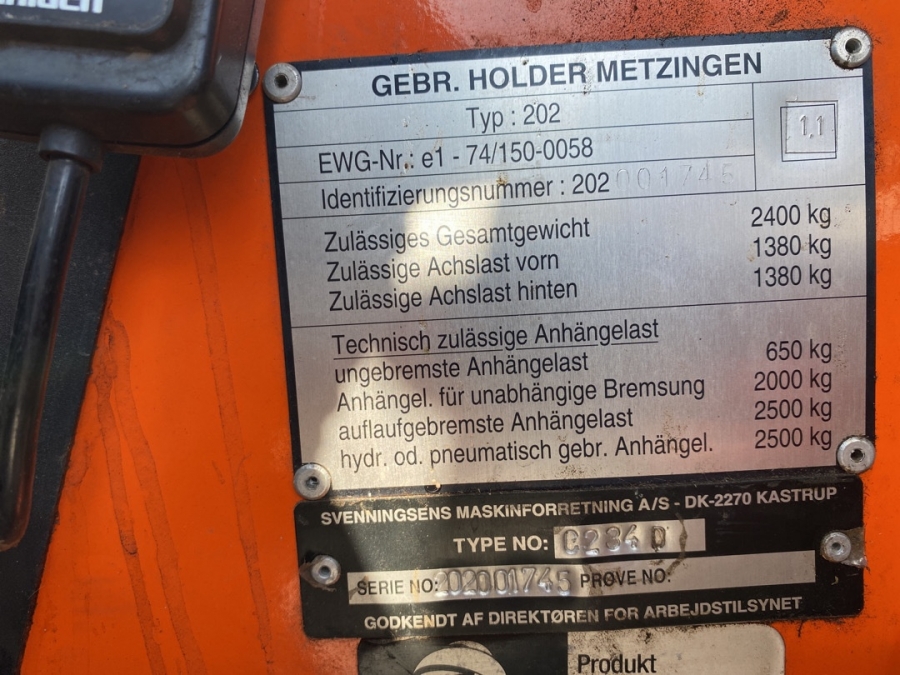 GEBR. HOLDER METZINGEN
Typ : 202
1.1
EWG-Nr.: e1 - 74/150-0058
Identifizierungsnummer : 202 001745
Zulässiges Gesamtgewicht 2400 kg
Zulässige Achslast vorn 1380 kg
Zulässige Achslast hinten 1380 kg
Technisch zulässige Anhängelast
ungebremste Anhängelast 650 kg
Anhängel. für unabhängige Bremsung 2000 kg
auflaufgebremste Anhängelast 2500 kg
hydr. od. pneumatisch gebr. Anhängel. 2500 kg
SVENNINGSENS MASKINFORRETNING A/S - DK-2270 KASTRUP
TYPE NO: C234D
SERIE NO: 202001745 PRØVE NO:
GODKENDT AF DIREKTØREN FOR ARBEJDSTILSYNET
Produkt